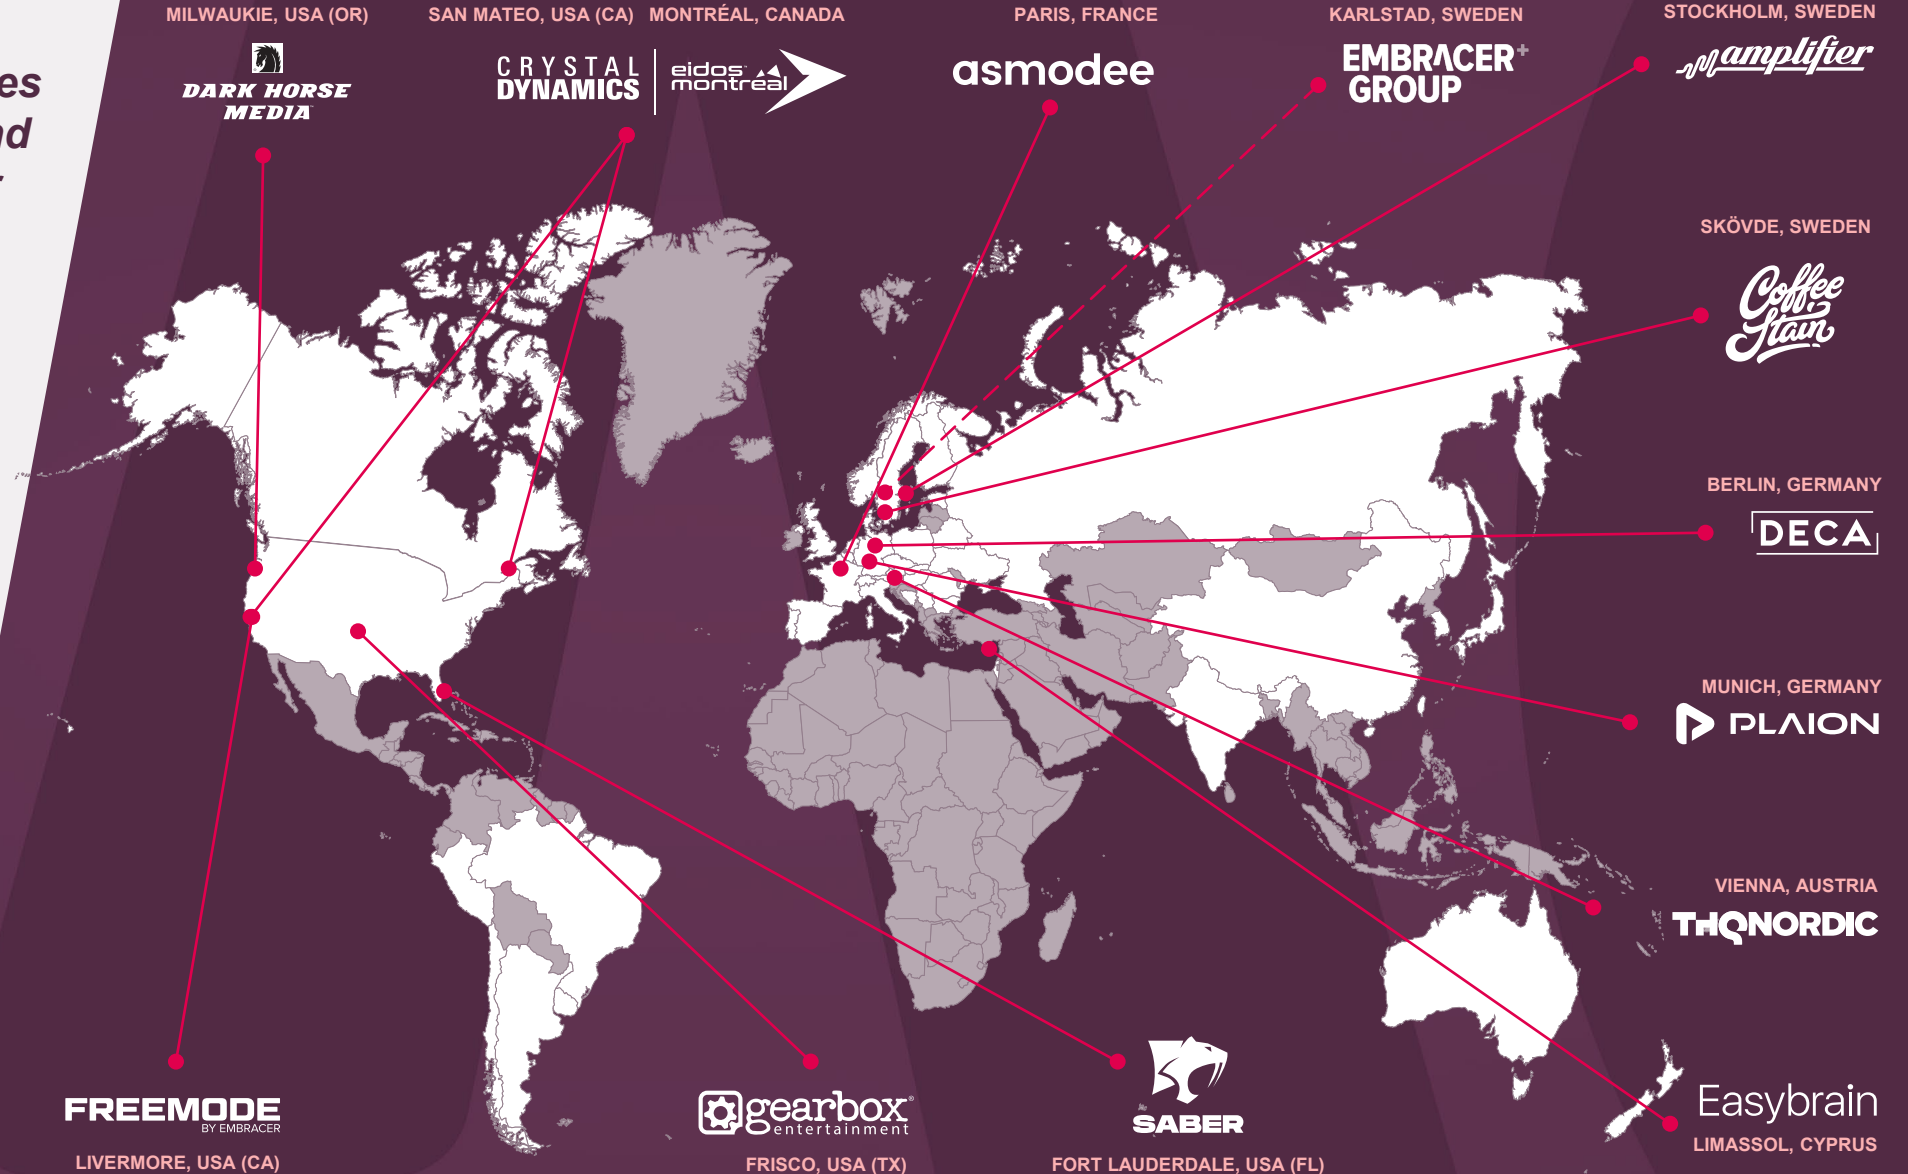 es
nd
MILWAUKIE, USA (OR)
DARK HORSE
MEDIA
SAN MATEO, USA (CA)
CRYSTAL
DYNAMICS
MONTRÉAL, CANADA
eidos
montréal
PARIS, FRANCE
asmodee
KARLSTAD, SWEDEN
EMBRACER+
GROUP
STOCKHOLM, SWEDEN
amplifier
SKÖVDE, SWEDEN
Coffee
Stain
BERLIN, GERMANY
DECA
MUNICH, GERMANY
PLAION
VIENNA, AUSTRIA
THQNORDIC
Easybrain
LIMASSOL, CYPRUS
SABER
FORT LAUDERDALE, USA (FL)
gearbox®
entertainment
FRISCO, USA (TX)
FREEMODE
BY EMBRACER
LIVERMORE, USA (CA)